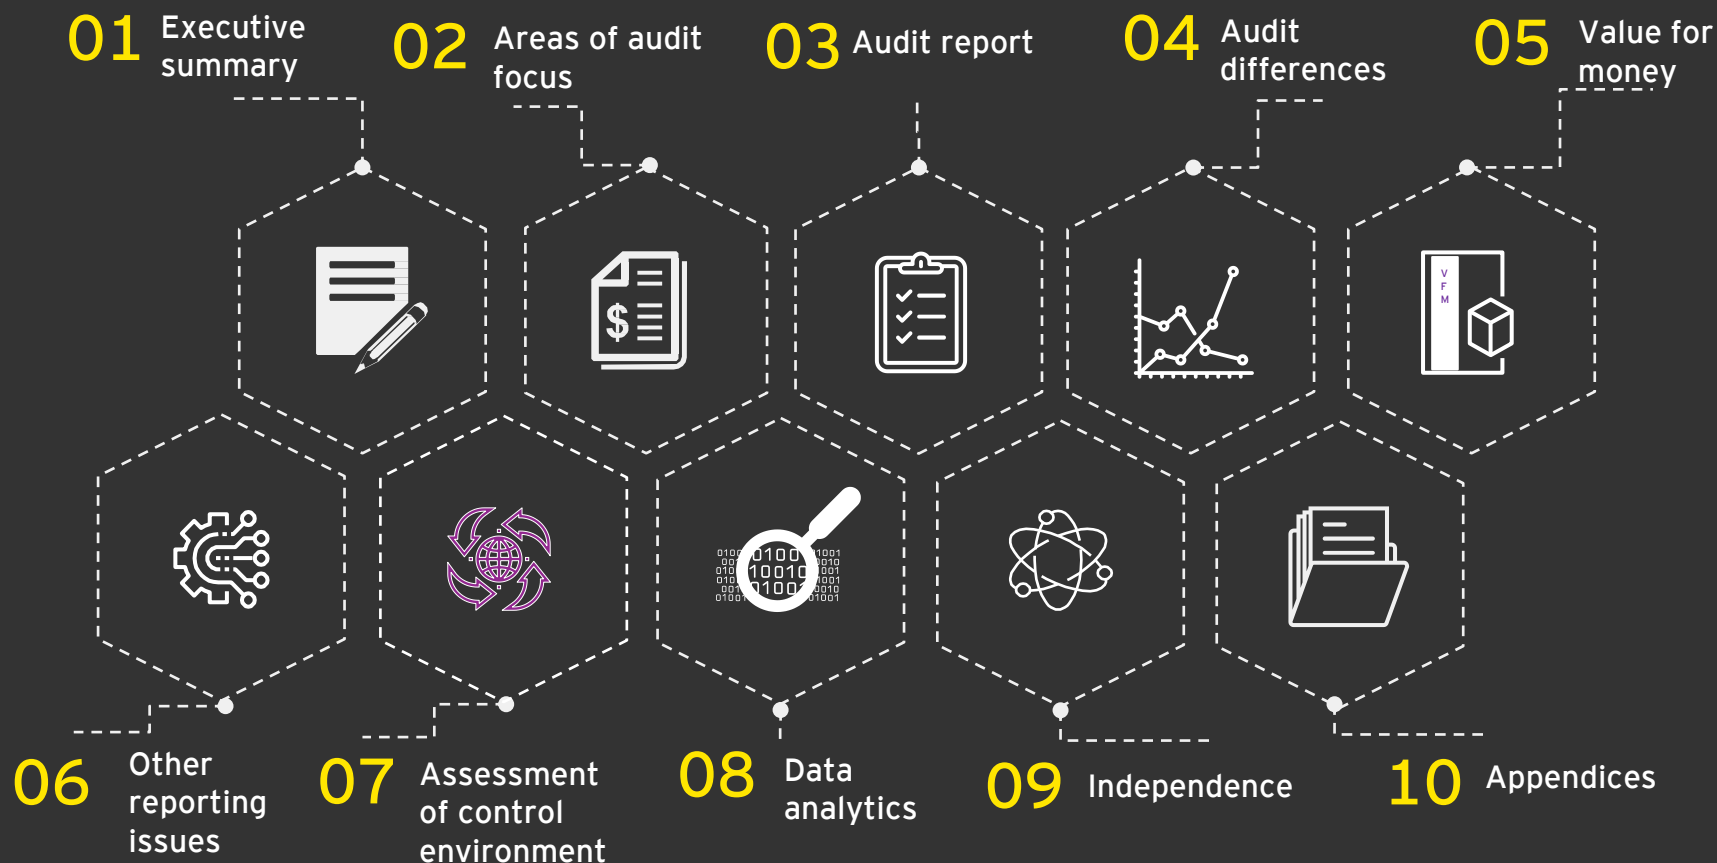 01 Executive
summary
02 Areas of audit
focus
03 Audit report
04 Audit
differences
05 Value for
money
$
V
F
M
06 Other
reporting
issues
07 Assessment
of control
environment
08 Data
analytics
09 Independence
10 Appendices